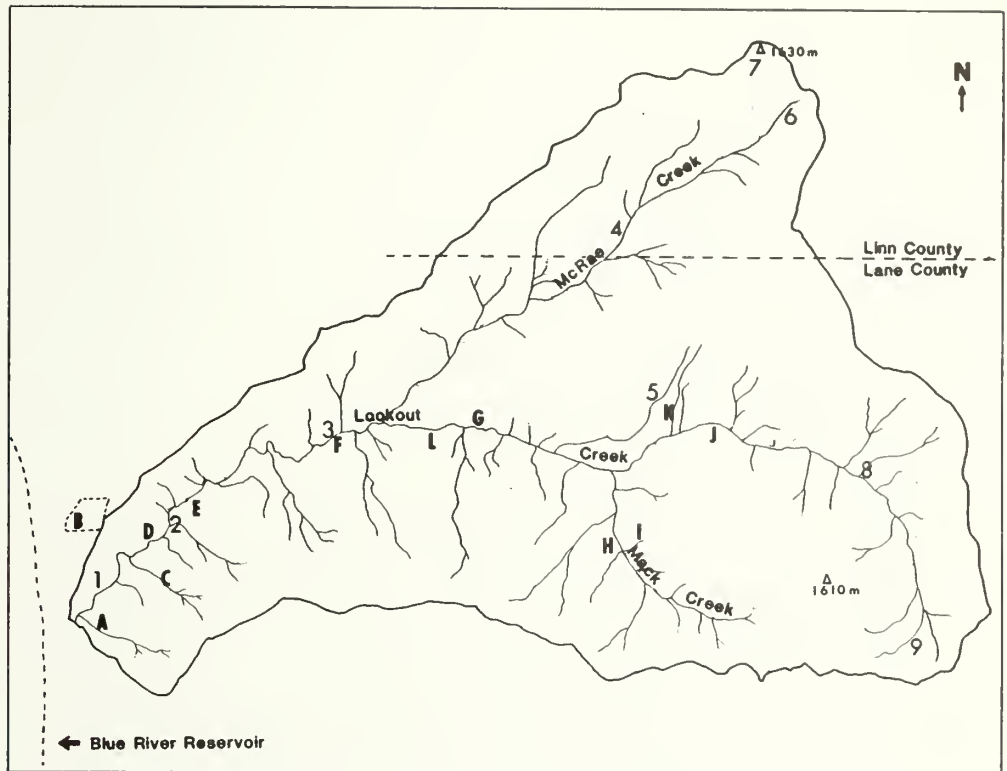 7
Δ 1630m
N
6
Creek
4
McRae
Linn County
Lane County
5
K
3
Lookout
G
F
L
Creek
J
8
B
E
D
2
H
I
Mack
1
C
Δ
1610m
Creek
A
9
← Blue River Reservoir